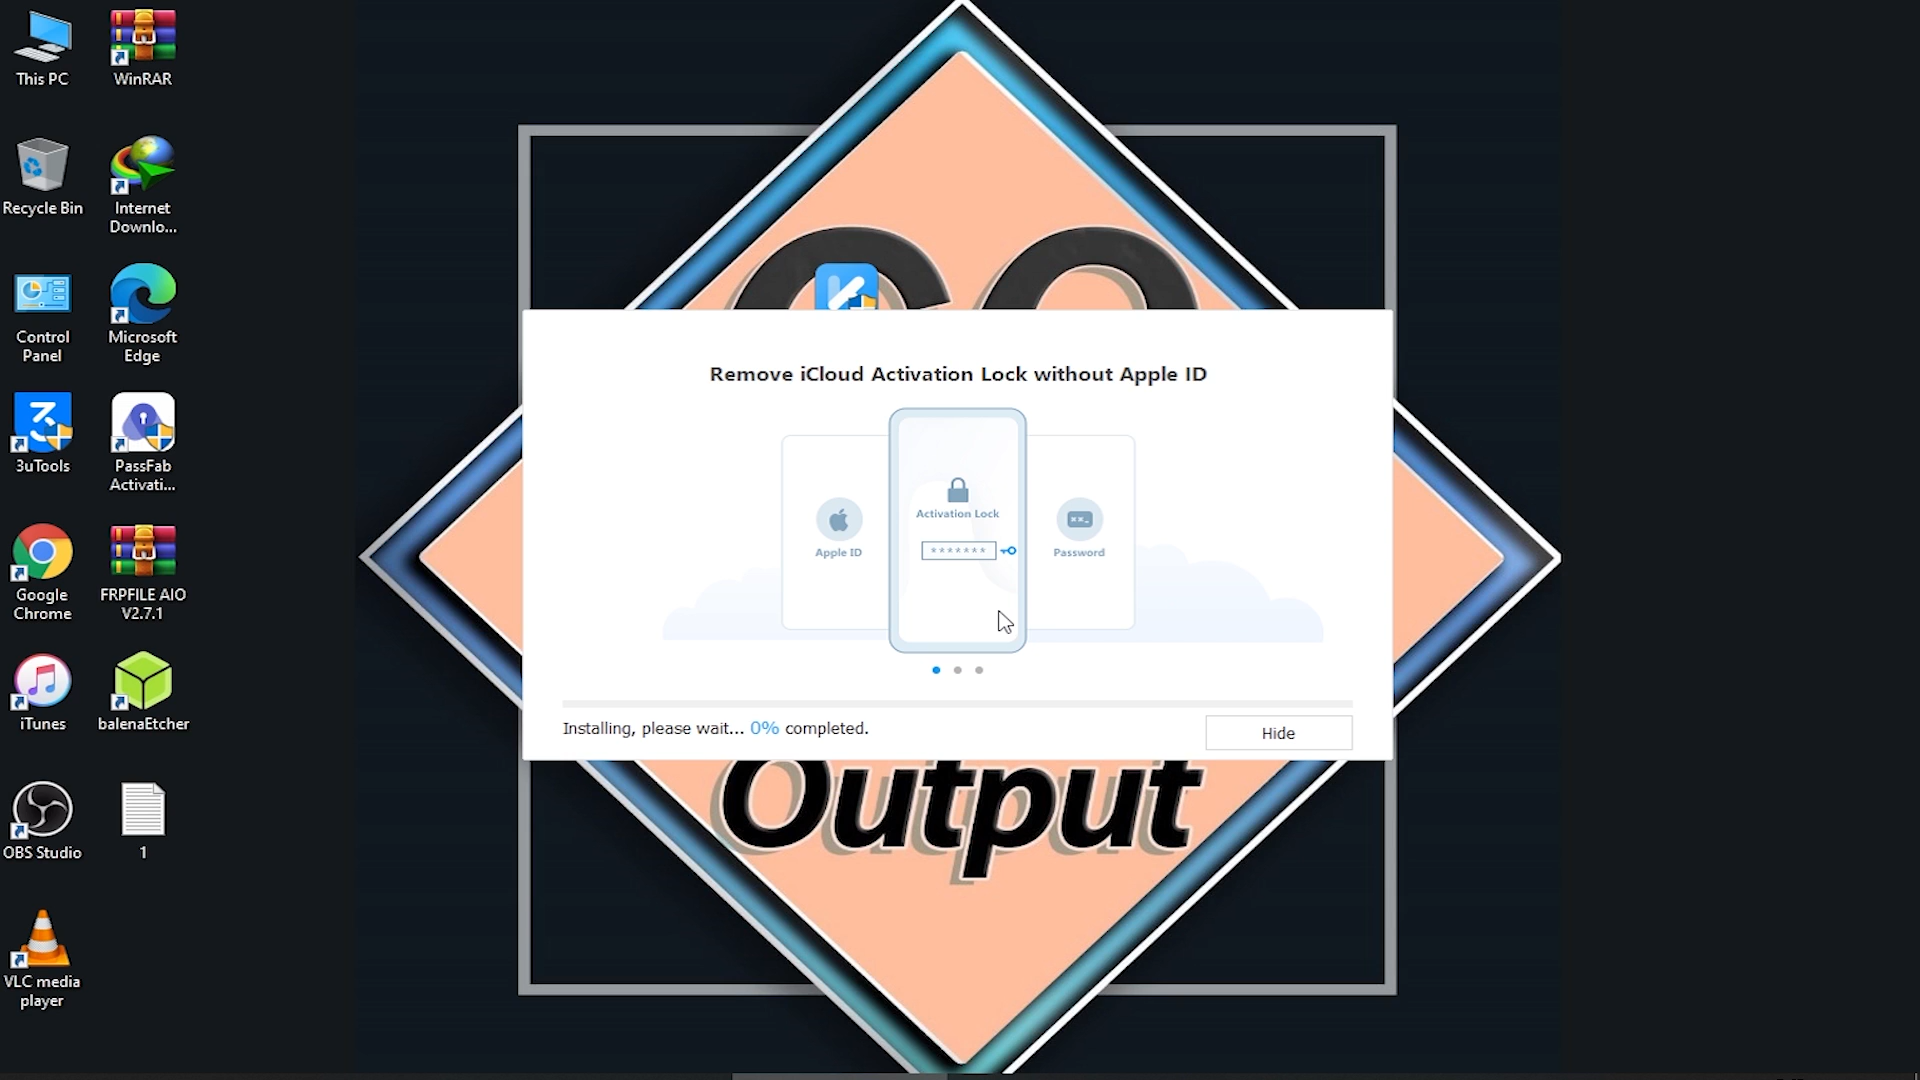 This PC
WinRAR
Recycle Bin
Internet
Downlo...
Control
Panel
Microsoft
Edge
3uTools
PassFab
Activati...
Google
Chrome
FRPFILE AIO
V2.7.1
iTunes
balenaEtcher
OBS Studio
1
VLC media
player
Remove iCloud Activation Lock without Apple ID
Activation Lock
*******
Apple ID
Password
Installing, please wait... 0% completed.
Hide
Output